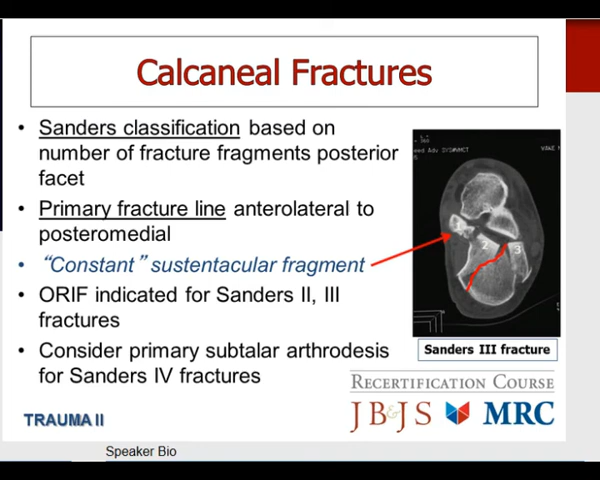 Calcaneal Fractures
• Sanders classification based on
number of fracture fragments posterior
facet
• Primary fracture line anterolateral to
posteromedial
• “Constant” sustentacular fragment
• ORIF indicated for Sanders II, III
fractures
• Consider primary subtalar arthrodesis
for Sanders IV fractures
2
3
Sanders III fracture
RECERTIFICATION COURSE
JB&JS MRC
TRAUMA II
Speaker Bio